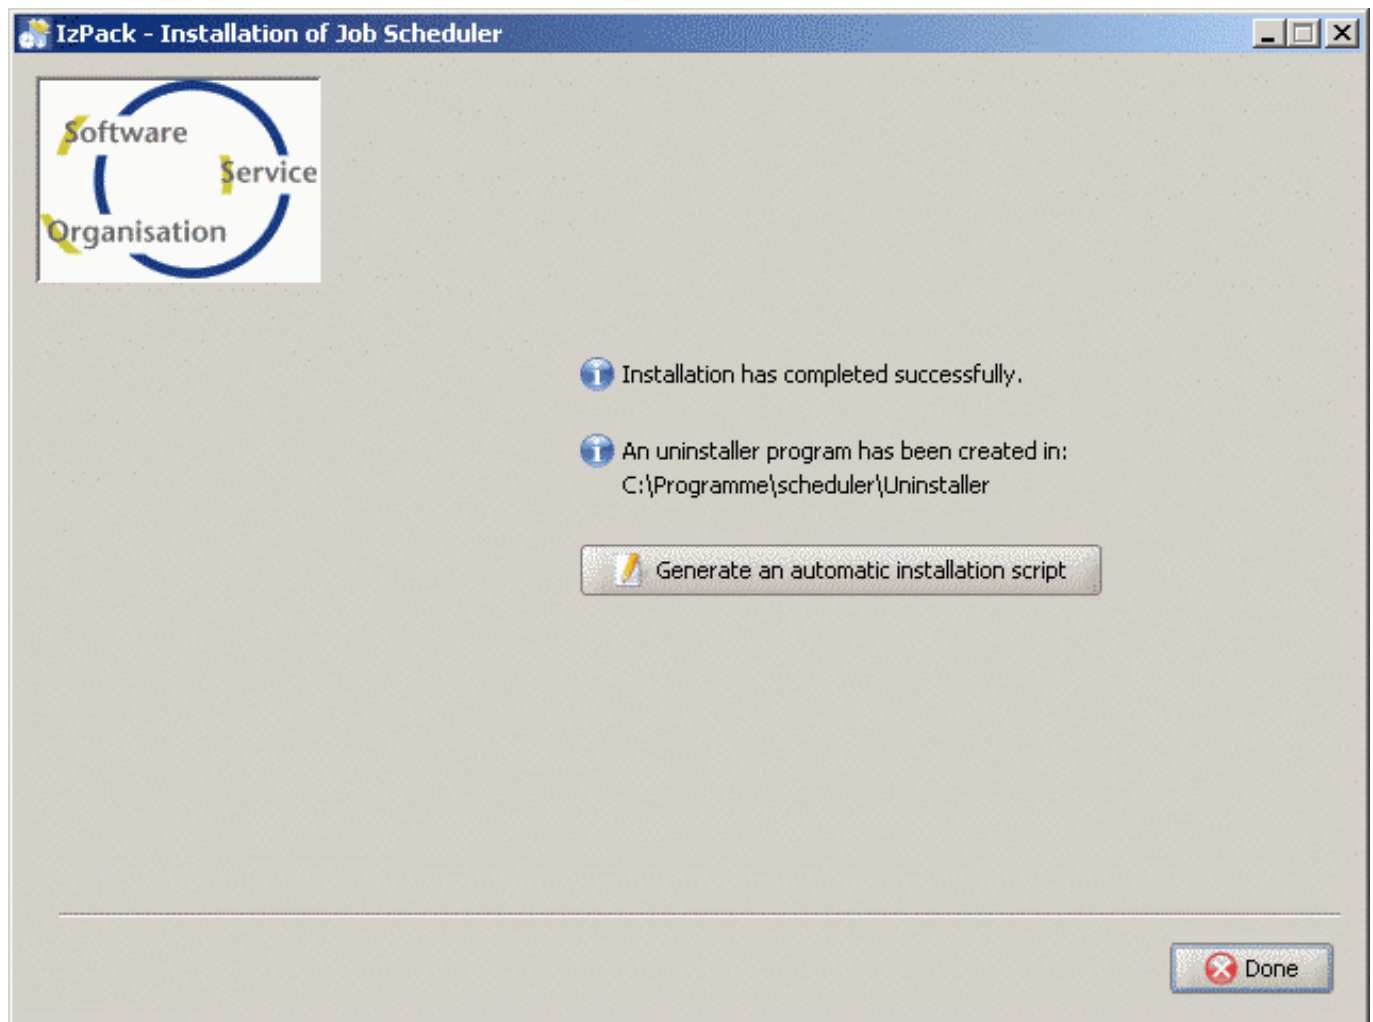 IzPack - Installation of Job Scheduler
Software
Service
Organisation
Installation has completed successfully.
An uninstaller program has been created in:
C:\Programme\scheduler\Uninstaller
Generate an automatic installation script
Done